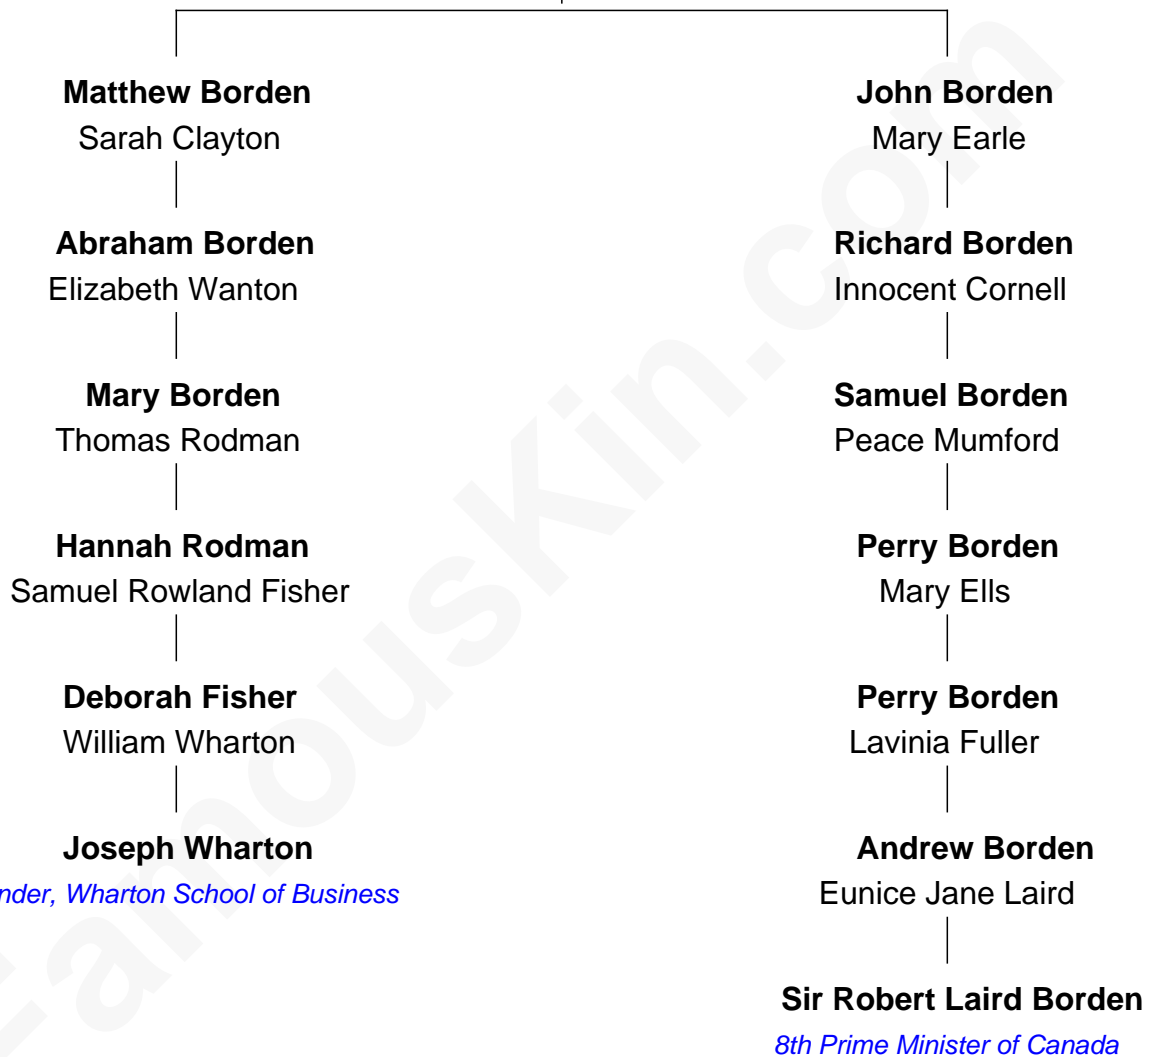 Matthew Borden
Sarah Clayton
Abraham Borden
Elizabeth Wanton
Mary Borden
Thomas Rodman
Hannah Rodman
Samuel Rowland Fisher
Deborah Fisher
William Wharton
Joseph Wharton
nder, Wharton School of Business
John Borden
Mary Earle
Richard Borden
Innocent Cornell
Samuel Borden
Peace Mumford
Perry Borden
Mary Ells
Perry Borden
Lavinia Fuller
Andrew Borden
Eunice Jane Laird
Sir Robert Laird Borden
8th Prime Minister of Canada
FamousKin.com